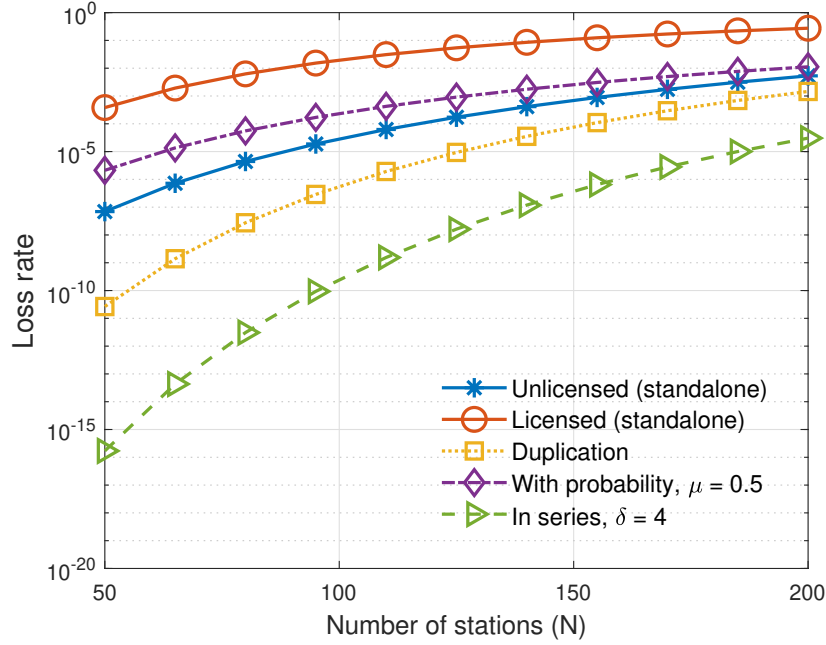 10^0
10^-5
10^-10
10^-15
10^-20
Loss rate
Unlicensed (standalone)
Licensed (standalone)
Duplication
With probability, μ = 0.5
In series, δ = 4
50
100
150
200
Number of stations (N)